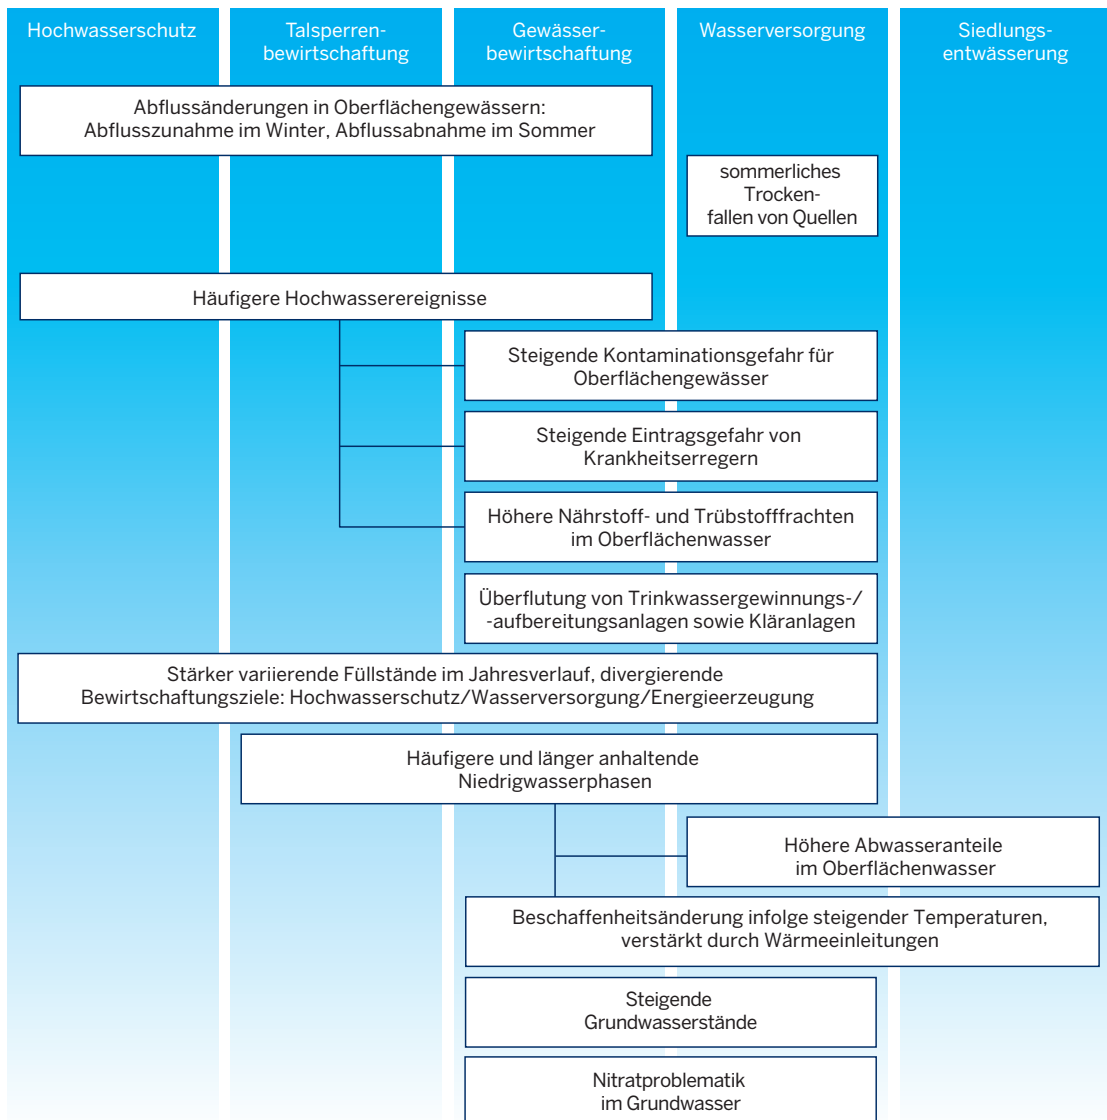 Hochwasserschutz
Talsperren-
bewirtschaftung
Gewässer-
bewirtschaftung
Wasserversorgung
Siedlungs-
entwässerung
Abflussänderungen in Oberflächengewässern:
Abflusszunahme im Winter, Abflussabnahme im Sommer
sommerliches
Trocken-
fallen von Quellen
Häufigere Hochwasserereignisse
Steigende Kontaminationsgefahr für
Oberflächengewässer
Steigende Eintragsgefahr von
Krankheitserregern
Höhere Nährstoff- und Trübstofffrachten
im Oberflächenwasser
Überflutung von Trinkwassergewinnungs-/
-aufbereitungsanlagen sowie Kläranlagen
Stärker variierende Füllstände im Jahresverlauf, divergierende
Bewirtschaftungsziele: Hochwasserschutz/Wasserversorgung/Energieerzeugung
Häufigere und länger anhaltende
Niedrigwasserphasen
Höhere Abwasseranteile
im Oberflächenwasser
Beschaffenheitsänderung infolge steigender Temperaturen,
verstärkt durch Wärmeeinleitungen
Steigende
Grundwasserstände
Nitratproblematik
im Grundwasser